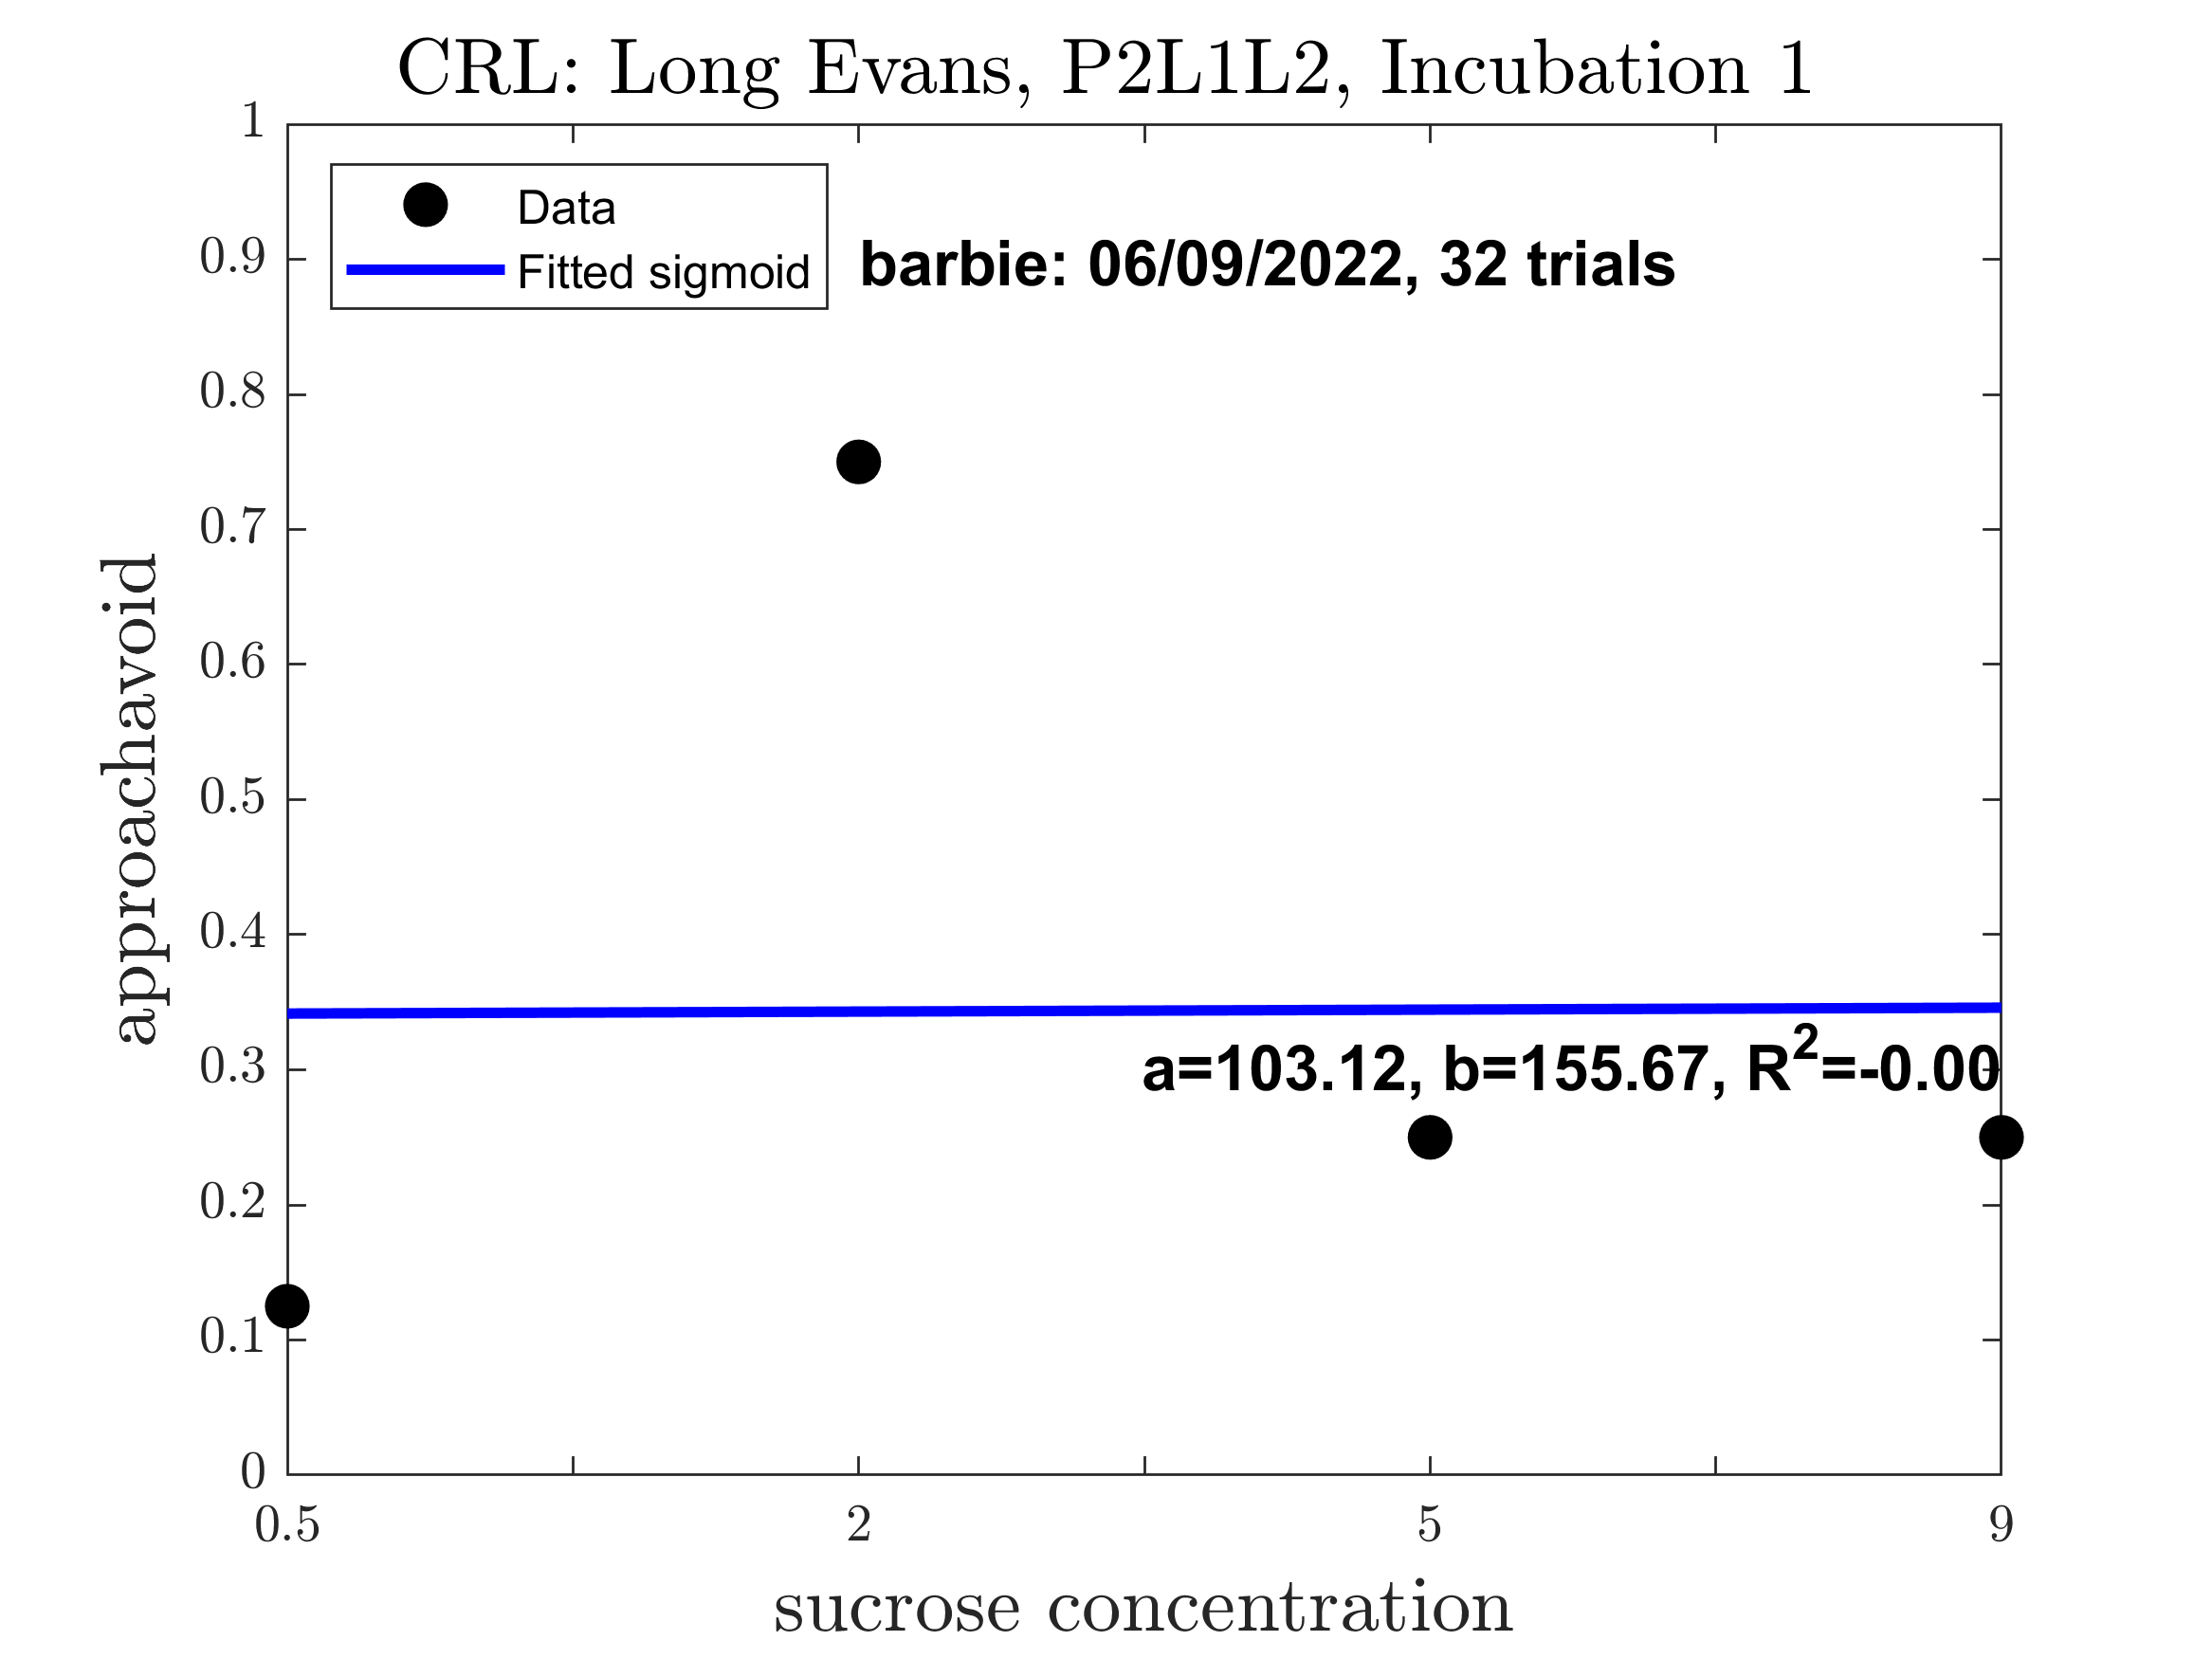 CRL: Long Evans, P2L1L2, Incubation 1
1
Data
Fitted sigmoid
barbie: 06/09/2022, 32 trials
0.9
0.8
0.7
0.6
0.5
0.4
0.3
0.2
0.1
0
approachavoid
a=103.12, b=155.67, R²=-0.00
0.5 2 5 9
sucrose concentration